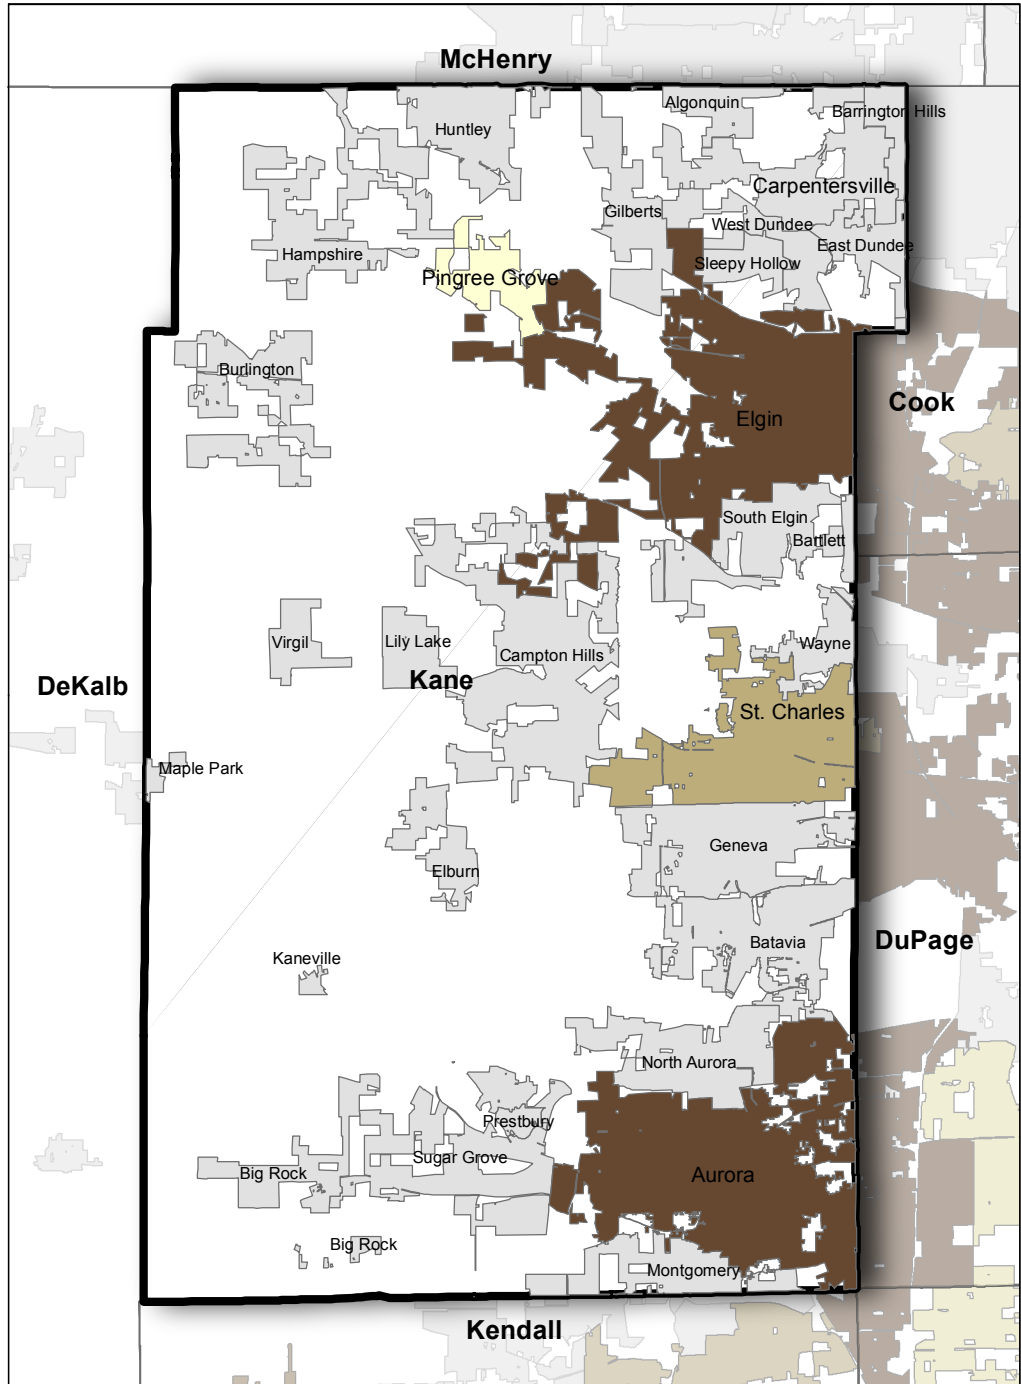 McHenry
Algonquin
Barrington Hills
Huntley
Carpentersville
Gilberts
West Dundee
East Dundee
Hampshire
Sleepy Hollow
Pingree Grove
Burlington
Cook
Elgin
South Elgin
Bartlett
Virgil
Lily Lake
Wayne
Campton Hills
Kane
DeKalb
St. Charles
Maple Park
Geneva
Elburn
Batavia
DuPage
Kaneville
North Aurora
Prestbury
Sugar Grove
Big Rock
Aurora
Big Rock
Montgomery
Kendall